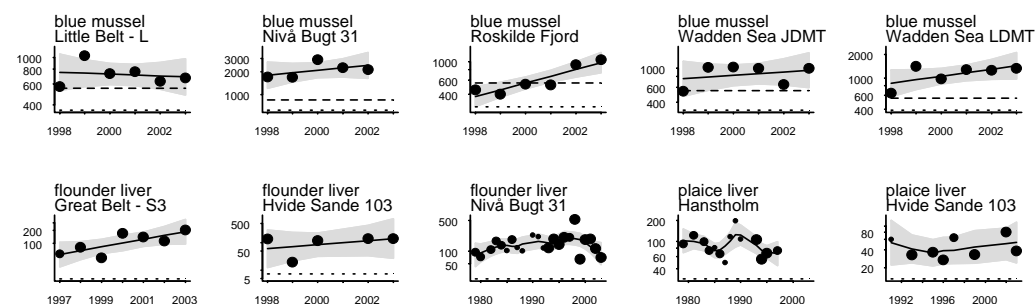 blue mussel
Little Belt - L
1000
800
600
400
1998 2000 2002
blue mussel
Nivå Bugt 31
3000
2000
1000
1998 2000 2002
blue mussel
Roskilde Fjord
1000
600
400
1998 2000 2002
blue mussel
Wadden Sea JDMT
1000
600
400
1998 2000 2002
blue mussel
Wadden Sea LDMT
2000
1000
600
400
1998 2000 2002
flounder liver
Great Belt - S3
200
100
1997 1999 2001 2003
flounder liver
Hvide Sande 103
500
50
5
1998 2000 2002
flounder liver
Nivå Bugt 31
500
100
50
1980 1990 2000
plaice liver
Hanstholm
200
100
60
40
1980 1990 2000
plaice liver
Hvide Sande 103
80
40
20
1992 1996 2000